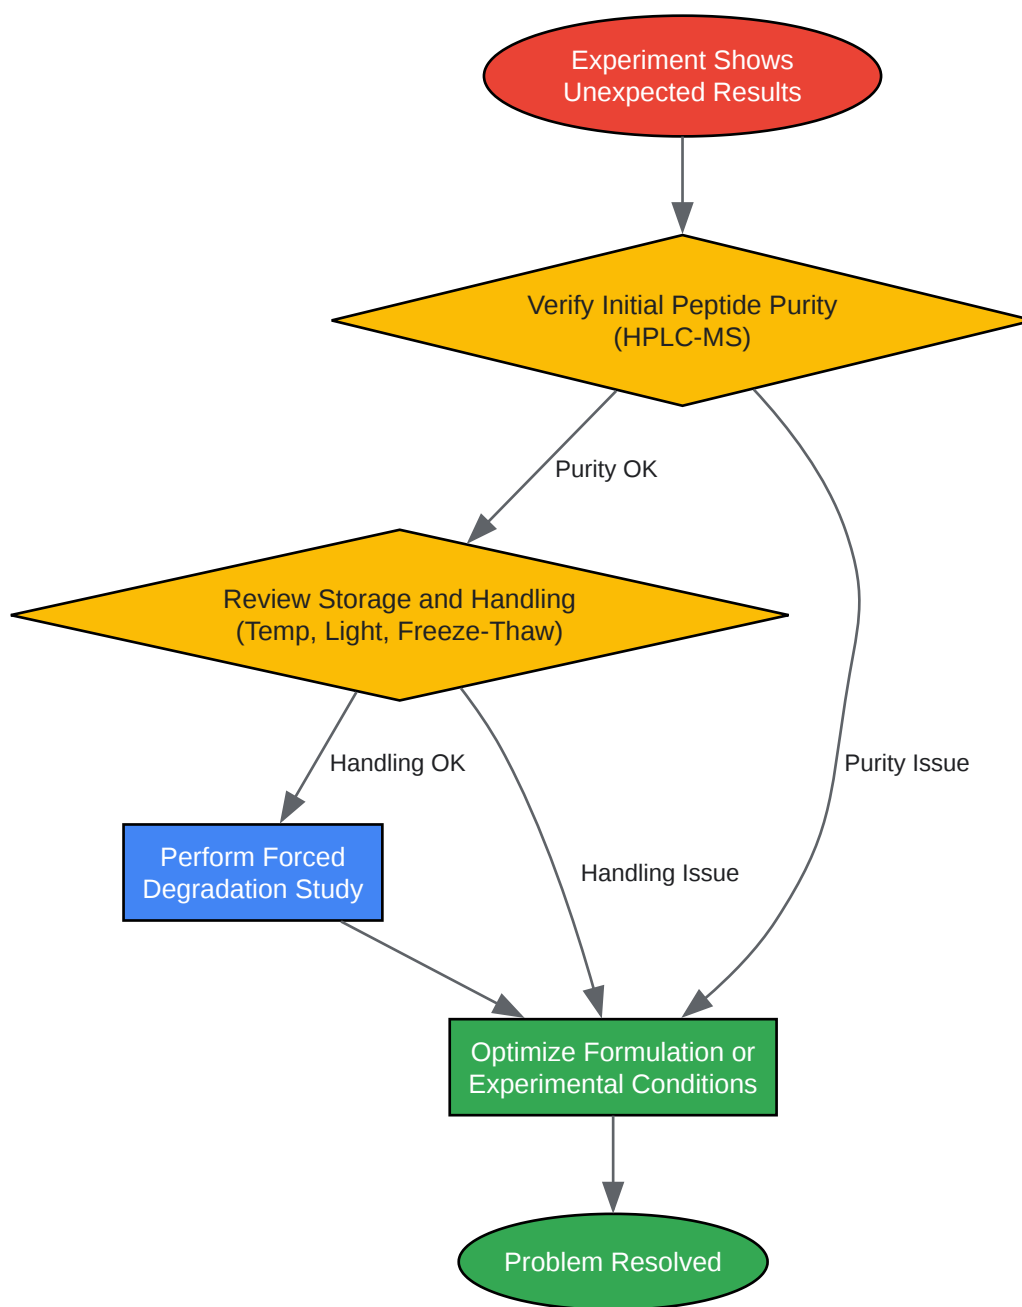 Experiment Shows
Unexpected Results
Verify Initial Peptide Purity
(HPLC-MS)
Purity OK
Review Storage and Handling
(Temp, Light, Freeze-Thaw)
Handling OK
Purity Issue
Perform Forced
Degradation Study
Handling Issue
Optimize Formulation or
Experimental Conditions
Problem Resolved